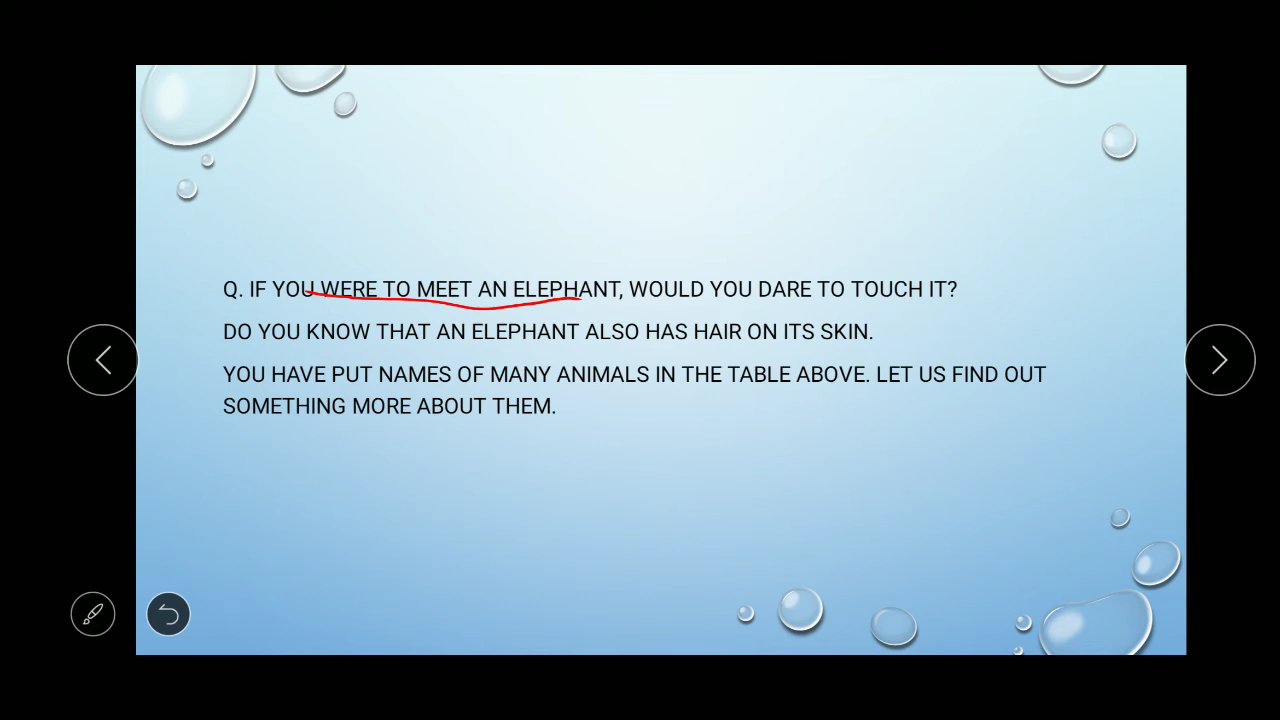 Q. IF YOU WERE TO MEET AN ELEPHANT, WOULD YOU DARE TO TOUCH IT?
DO YOU KNOW THAT AN ELEPHANT ALSO HAS HAIR ON ITS SKIN.
YOU HAVE PUT NAMES OF MANY ANIMALS IN THE TABLE ABOVE. LET US FIND OUT
SOMETHING MORE ABOUT THEM.